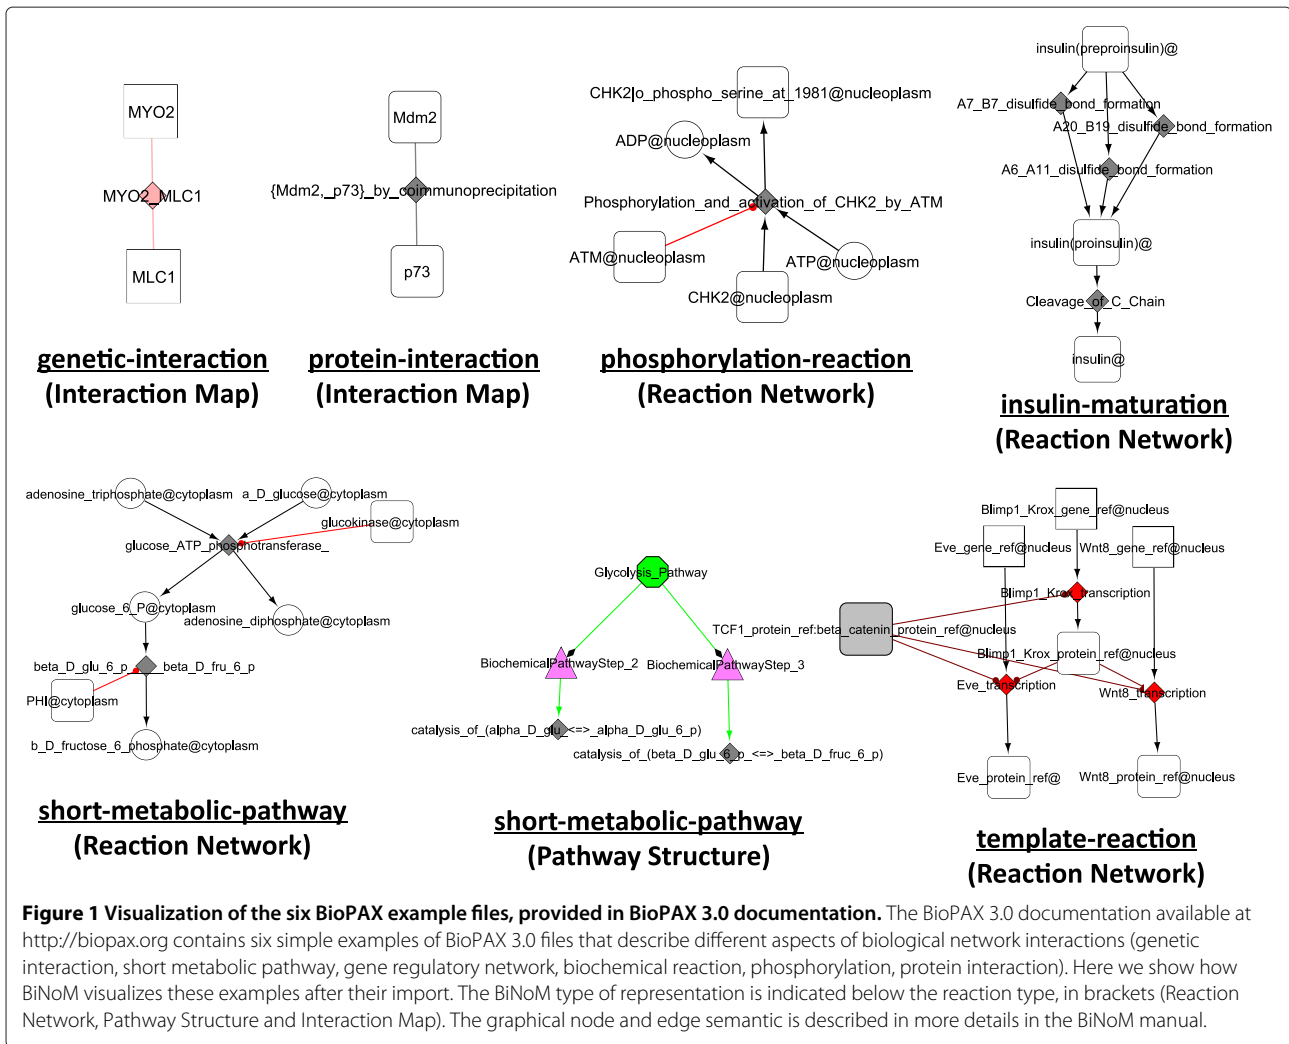 MYO2
MYO2_MLC1
MLC1
genetic-interaction
(Interaction Map)
Mdm2
{Mdm2,_p73}_by_coimmunoprecipitation
p73
protein-interaction
(Interaction Map)
CHK2|o_phospho_serine_at_1981@nucleoplasm
ADP@nucleoplasm
Phosphorylation_and_activation_of_CHK2_by_ATM
ATM@nucleoplasm
ATP@nucleoplasm
CHK2@nucleoplasm
phosphorylation-reaction
(Reaction Network)
insulin(preproinsulin)@
A7_B7_disulfide_bond_formation
A20_B19_disulfide_bond_formation
A6_A11_disulfide_bond_formation
insulin(proinsulin)@
Cleavage_of_C_Chain
insulin@
insulin-maturation
(Reaction Network)
adenosine_triphosphate@cytoplasm
a_D_glucose@cytoplasm
glucokinase@cytoplasm
glucose_ATP_phosphotransferase_
glucose_6_P@cytoplasm
adenosine_diphosphate@cytoplasm
beta_D_glu_6_p_ _beta_D_fru_6_p
PHI@cytoplasm
b_D_fructose_6_phosphate@cytoplasm
short-metabolic-pathway
(Reaction Network)
Glycolysis_Pathway
BiochemicalPathwayStep_2
BiochemicalPathwayStep_3
catalysis_of_(alpha_D_glu_<=>_alpha_D_glu_6_p)
catalysis_of_(beta_D_glu_6_p_<=>_beta_D_fruc_6_p)
short-metabolic-pathway
(Pathway Structure)
Blimp1_Krox_gene_ref@nucleus
Eve_gene_ref@nucleus
Wnt8_gene_ref@nucleus
Blimp1_Krox_transcription
TCF1_protein_ref:beta_catenin_protein_ref@nucleus
Blimp1_Krox_protein_ref@nucleus
Eve_transcription
Wnt8_transcription
Eve_protein_ref@
Wnt8_protein_ref@nucleus
template-reaction
(Reaction Network)
Figure 1 Visualization of the six BioPAX example files, provided in BioPAX 3.0 documentation. The BioPAX 3.0 documentation available at
http://biopax.org contains six simple examples of BioPAX 3.0 files that describe different aspects of biological network interactions (genetic
interaction, short metabolic pathway, gene regulatory network, biochemical reaction, phosphorylation, protein interaction). Here we show how
BiNoM visualizes these examples after their import. The BiNoM type of representation is indicated below the reaction type, in brackets (Reaction
Network, Pathway Structure and Interaction Map). The graphical node and edge semantic is described in more details in the BiNoM manual.